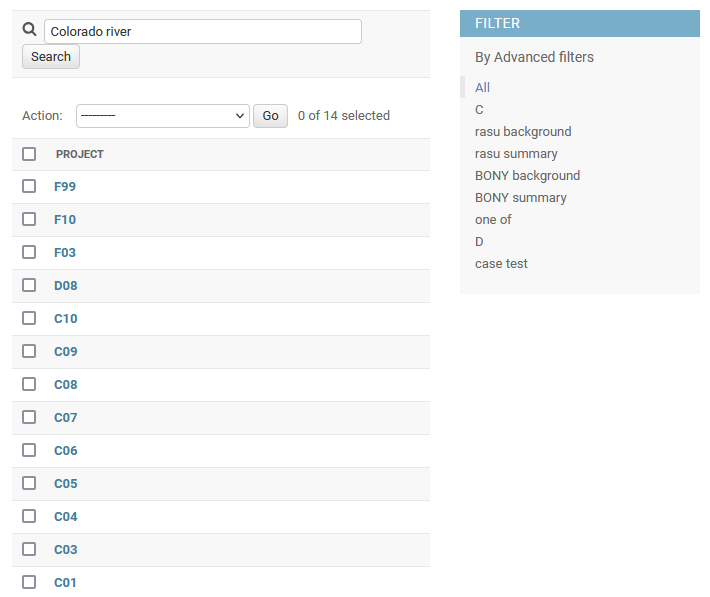 Colorado river
Search
Action: --------- Go 0 of 14 selected
PROJECT
F99
F10
F03
D08
C10
C09
C08
C07
C06
C05
C04
C03
C01
FILTER
By Advanced filters
All
C
rasu background
rasu summary
BONY background
BONY summary
one of
D
case test